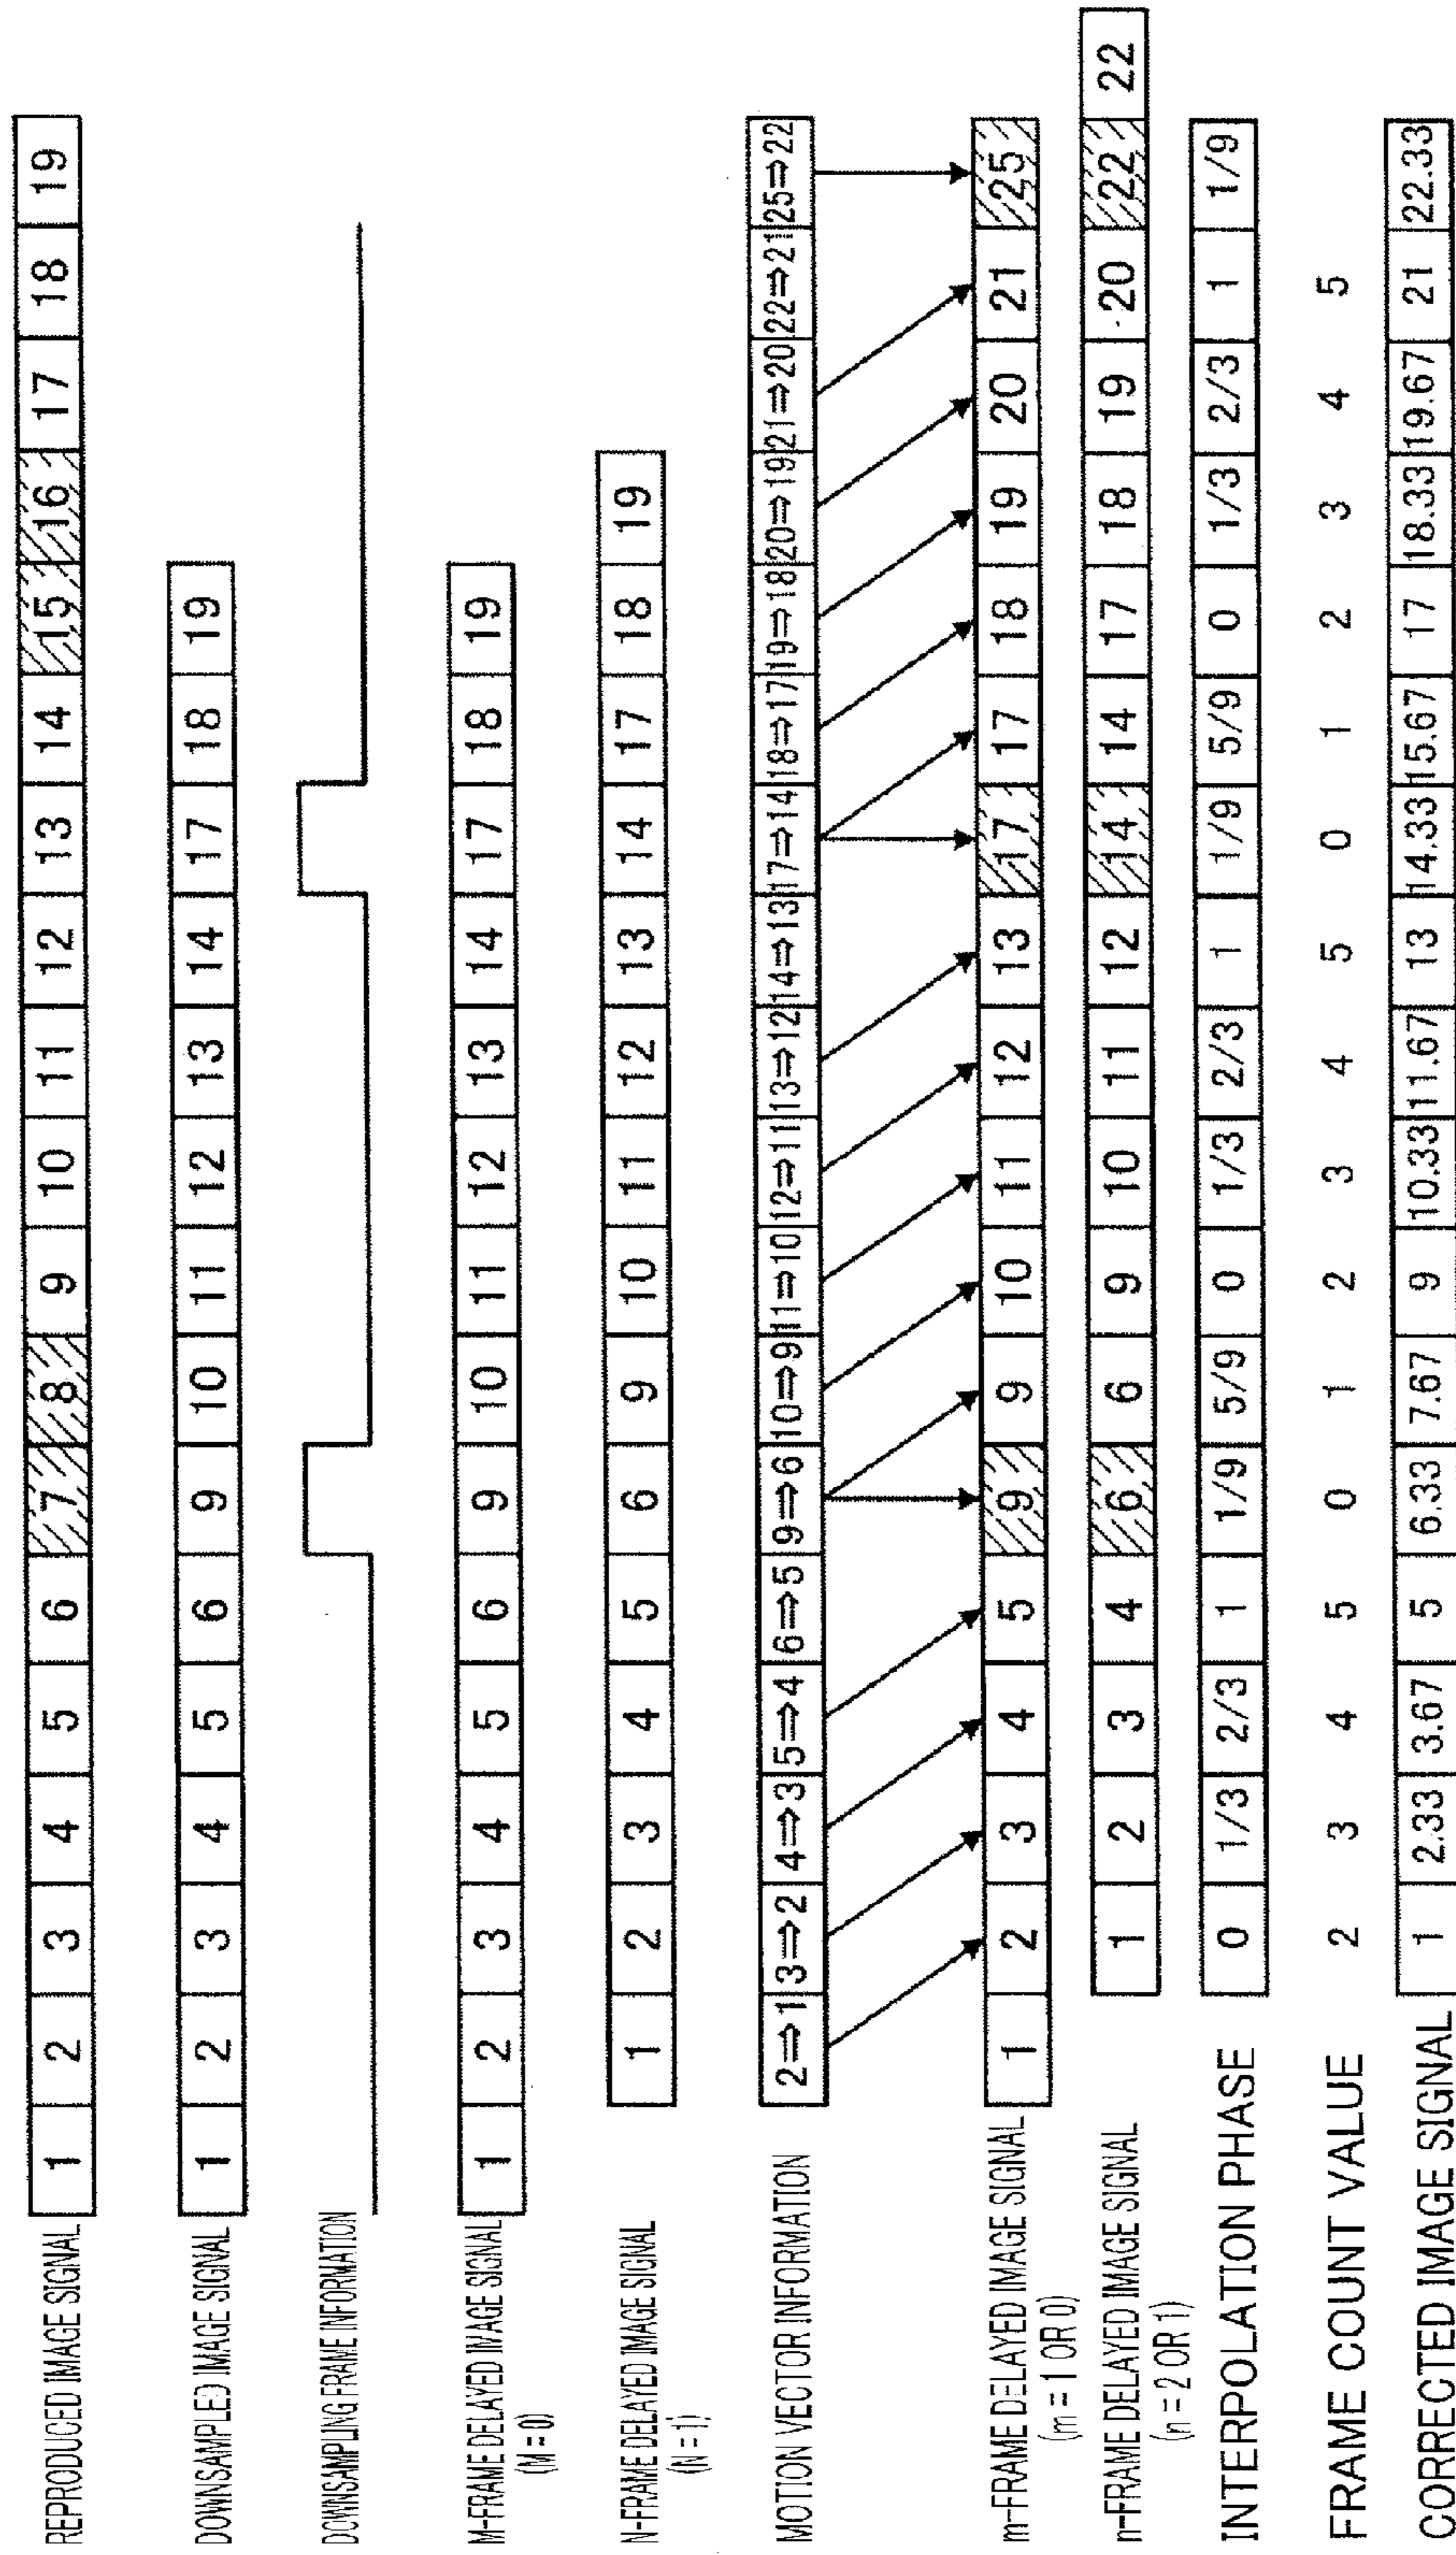 REPRODUCED IMAGE SIGNAL
1 2 3 4 5 6 7 8 9 10 11 12 13 14 15 16 17 18 19
DOWNSAMPLED IMAGE SIGNAL
1 2 3 4 5 6 9 10 11 12 13 14 17 18 19
DOWNSAMPLING FRAME INFORMATION
M-FRAME DELAYED IMAGE SIGNAL
(M = 0)
1 2 3 4 5 6 9 10 11 12 13 14 17 18 19
N-FRAME DELAYED IMAGE SIGNAL
(N = 1)
1 2 3 4 5 6 9 10 11 12 13 14 17 18 19
MOTION VECTOR INFORMATION
2⇒1 3⇒2 4⇒3 5⇒4 6⇒5 9⇒6 10⇒9 11⇒10 12⇒11 13⇒12 14⇒13 17⇒14 18⇒17 19⇒18 20⇒19 21⇒20 22⇒21 25⇒22
m-FRAME DELAYED IMAGE SIGNAL
(m = 1 OR 0)
1 2 3 4 5 9 9 10 11 12 13 17 17 18 19 20 21 25
n-FRAME DELAYED IMAGE SIGNAL
(n = 2 OR 1)
1 2 3 4 6 6 9 10 11 12 14 14 17 18 19 20 22 22
INTERPOLATION PHASE
0 1/3 2/3 1 1/9 5/9 0 1/3 2/3 1 1/9 5/9 0 1/3 2/3 1 1/9
FRAME COUNT VALUE
2 3 4 5 0 1 2 3 4 5 0 1 2 3 4 5
CORRECTED IMAGE SIGNAL
1 2.33 3.67 5 6.33 7.67 9 10.33 11.67 13 14.33 15.67 17 18.33 19.67 21 22.33